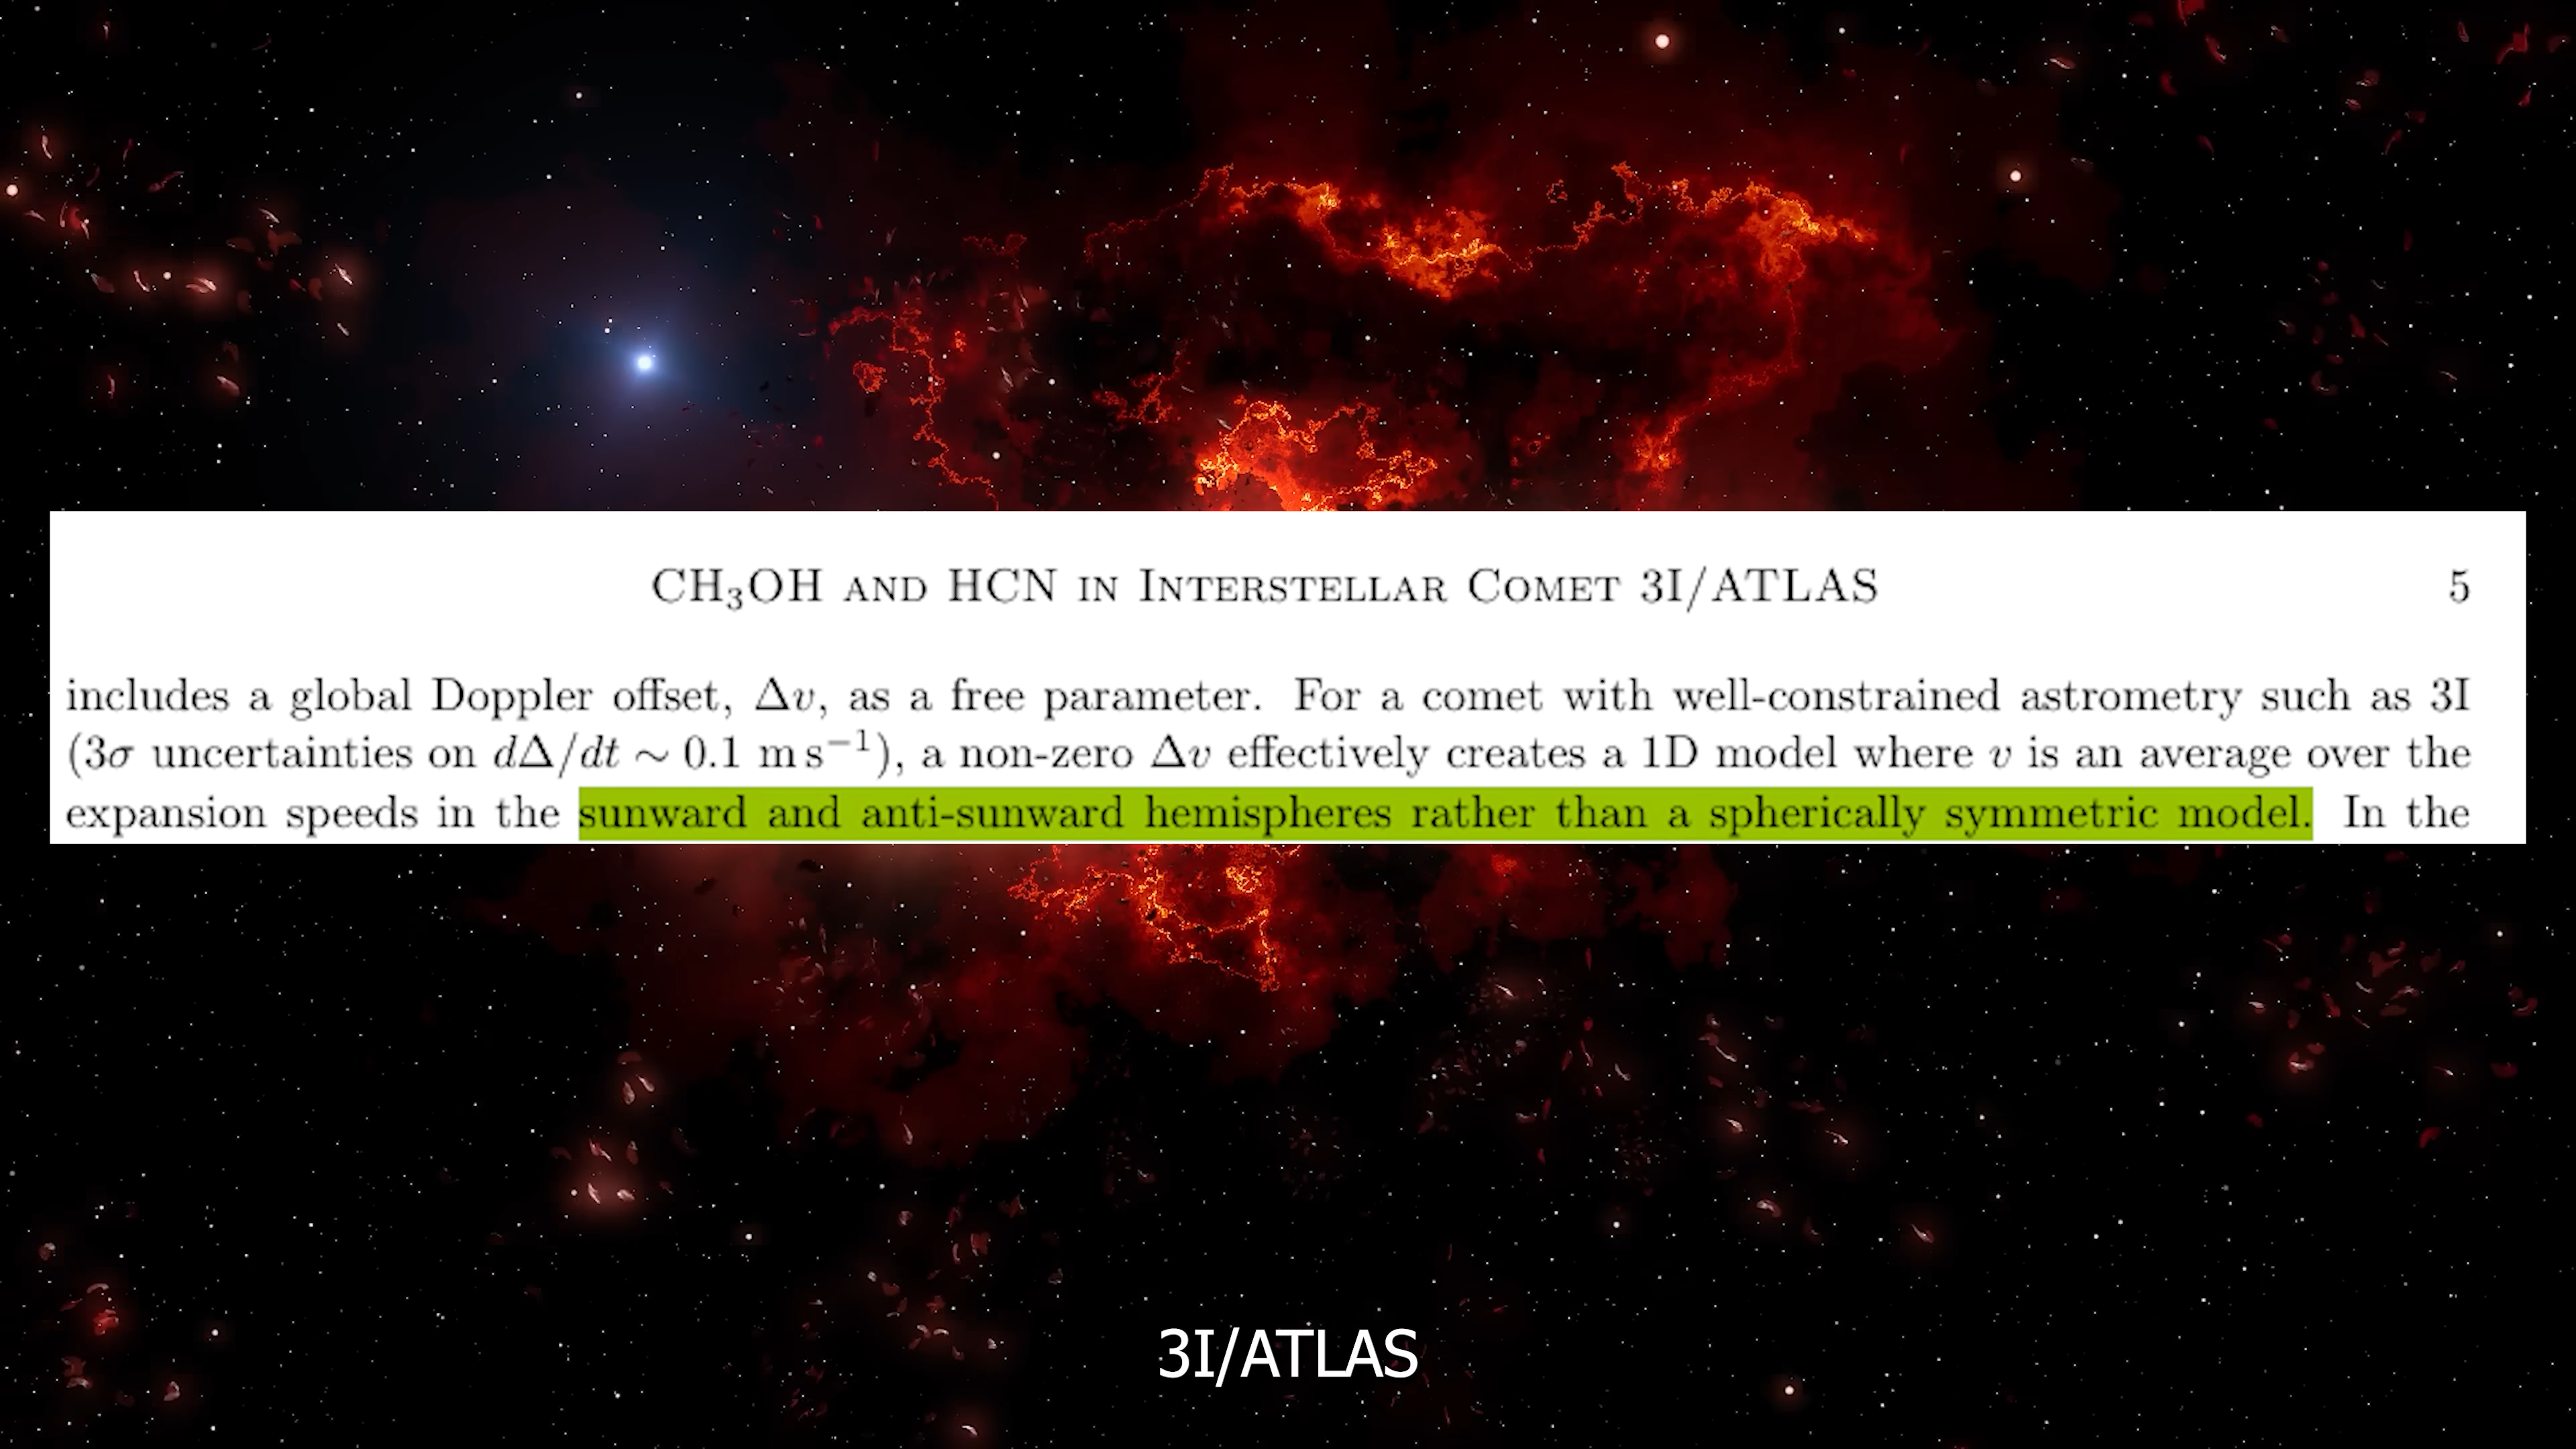 CH₃OH AND HCN IN INTERSTELLAR COMET 3I/ATLAS 5
includes a global Doppler offset, Δv, as a free parameter. For a comet with well-constrained astrometry such as 3I
(3σ uncertainties on dΔ/dt ∼ 0.1 m s⁻¹), a non-zero Δv effectively creates a 1D model where v is an average over the
expansion speeds in the sunward and anti-sunward hemispheres rather than a spherically symmetric model. In the
3I/ATLAS